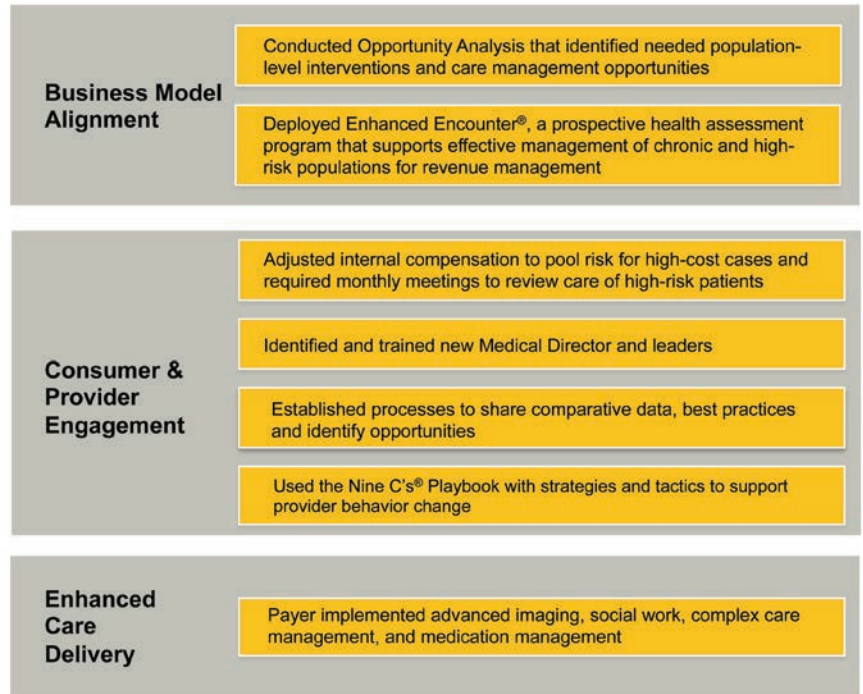 Business Model
Alignment
Conducted Opportunity Analysis that identified needed population-
level interventions and care management opportunities
Deployed Enhanced Encounter®, a prospective health assessment
program that supports effective management of chronic and high-
risk populations for revenue management
Consumer &
Provider
Engagement
Adjusted internal compensation to pool risk for high-cost cases and
required monthly meetings to review care of high-risk patients
Identified and trained new Medical Director and leaders
Established processes to share comparative data, best practices
and identify opportunities
Used the Nine C's® Playbook with strategies and tactics to support
provider behavior change
Enhanced
Care
Delivery
Payer implemented advanced imaging, social work, complex care
management, and medication management